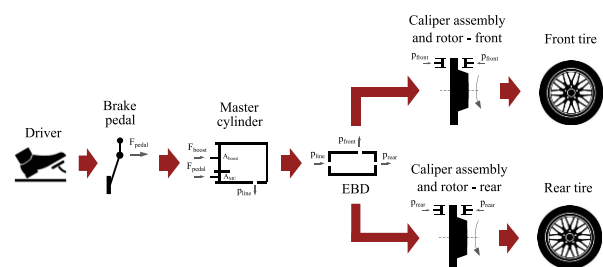 Driver
Brake
pedal
F_pedal
Master
cylinder
F_boost
A_boost
F_pedal
A_MC
p_line
p_front
p_line
p_rear
EBD
Caliper assembly
and rotor - front
p_front p_front
Front tire
Caliper assembly
and rotor - rear
p_rear p_rear
Rear tire